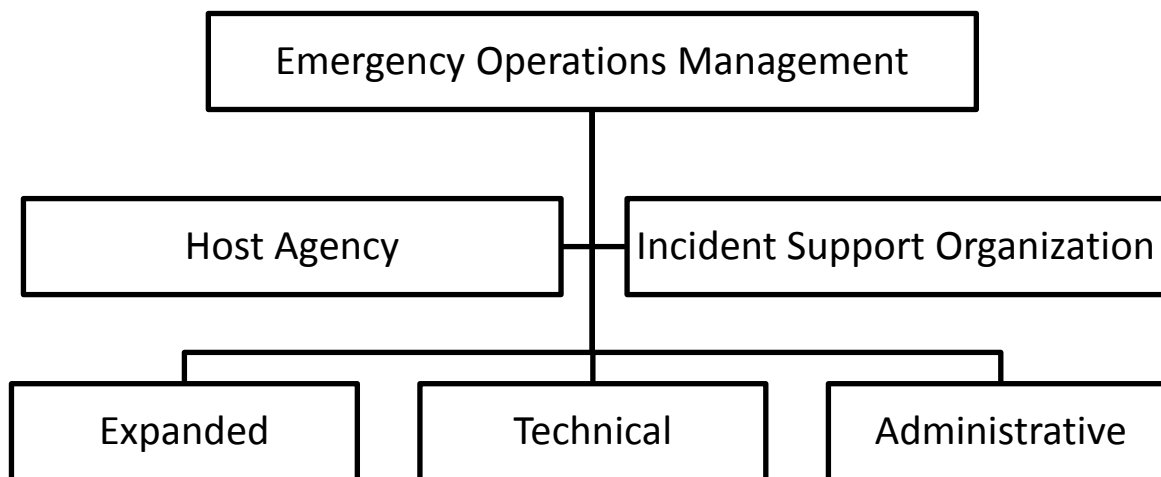 Emergency Operations Management
Host Agency
Incident Support Organization
Expanded
Technical
Administrative